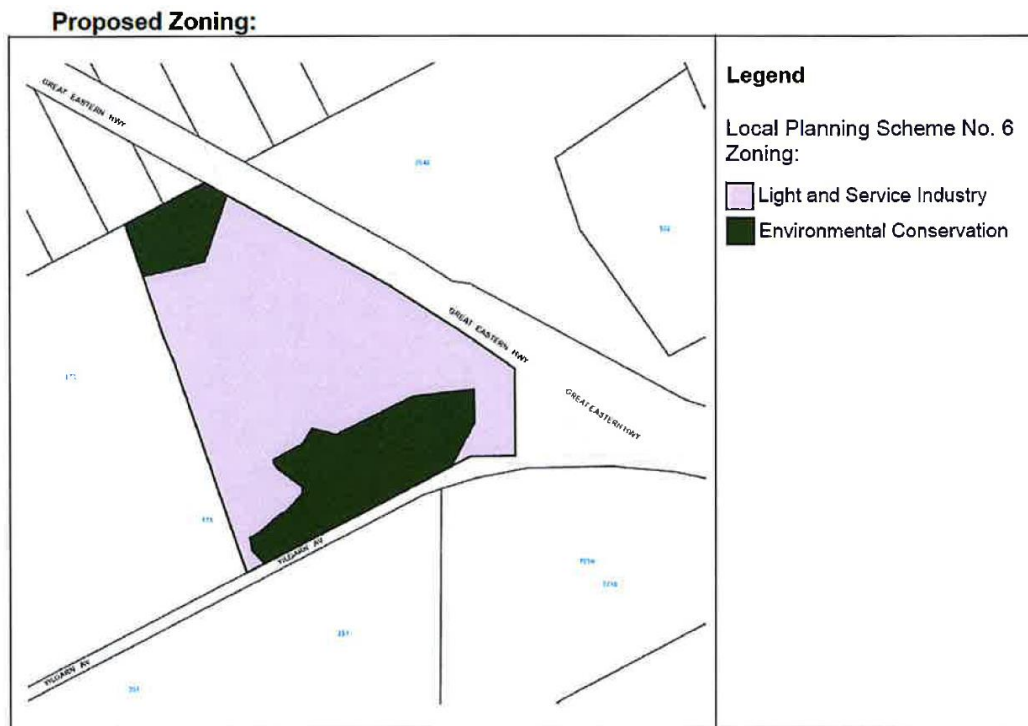 Proposed Zoning:
GREAT EASTERN HWY
Legend
Local Planning Scheme No. 6
Zoning:
Light and Service Industry
Environmental Conservation
GREAT EASTERN HWY
GREAT EASTERN HWY
YILGARN AV
YILGARN AV